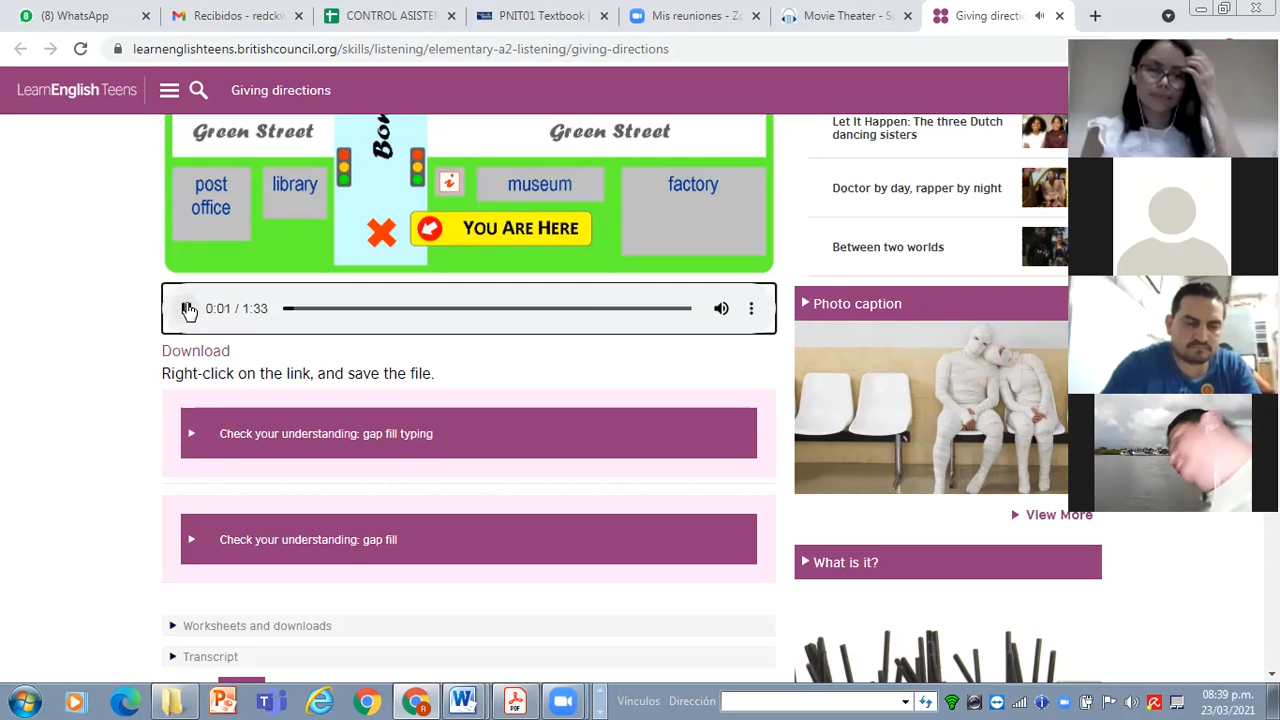 8 WhatsApp
Recibidos - redckw
CONTROL ASISTEN
PMIT01 Textbook |
Mis reuniones - Zo
Movie Theater - S
Giving directi
learnenglishteens.britishcouncil.org/skills/listening/elementary-a2-listening/giving-directions
LearnEnglish Teens
Giving directions
Green Street
Green Street
post
office
library
museum
factory
YOU ARE HERE
0:01 / 1:33
Download
Right-click on the link, and save the file.
Check your understanding: gap fill typing
Check your understanding: gap fill
Worksheets and downloads
Transcript
Let It Happen: The three Dutch
dancing sisters
Doctor by day, rapper by night
Between two worlds
Photo caption
View More
What is it?
Vínculos
Dirección
08:39 p.m.
23/03/2021